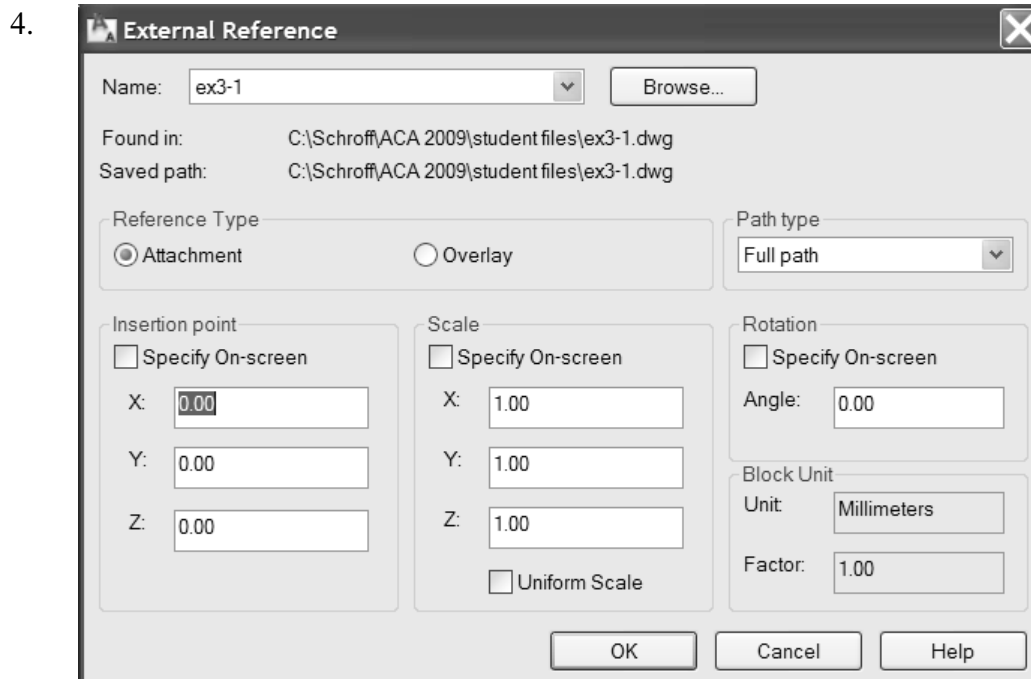 4.
External Reference
Name: ex3-1 Browse...
Found in: C:\Schroff\ACA 2009\student files\ex3-1.dwg
Saved path: C:\Schroff\ACA 2009\student files\ex3-1.dwg
Reference Type Path type
Attachment Overlay Full path
Insertion point Scale Rotation
Specify On-screen Specify On-screen Specify On-screen
X: 0.00 X: 1.00 Angle: 0.00
Y: 0.00 Y: 1.00
Block Unit
Z: 0.00 Z: 1.00 Unit: Millimeters
Uniform Scale Factor: 1.00
OK Cancel Help